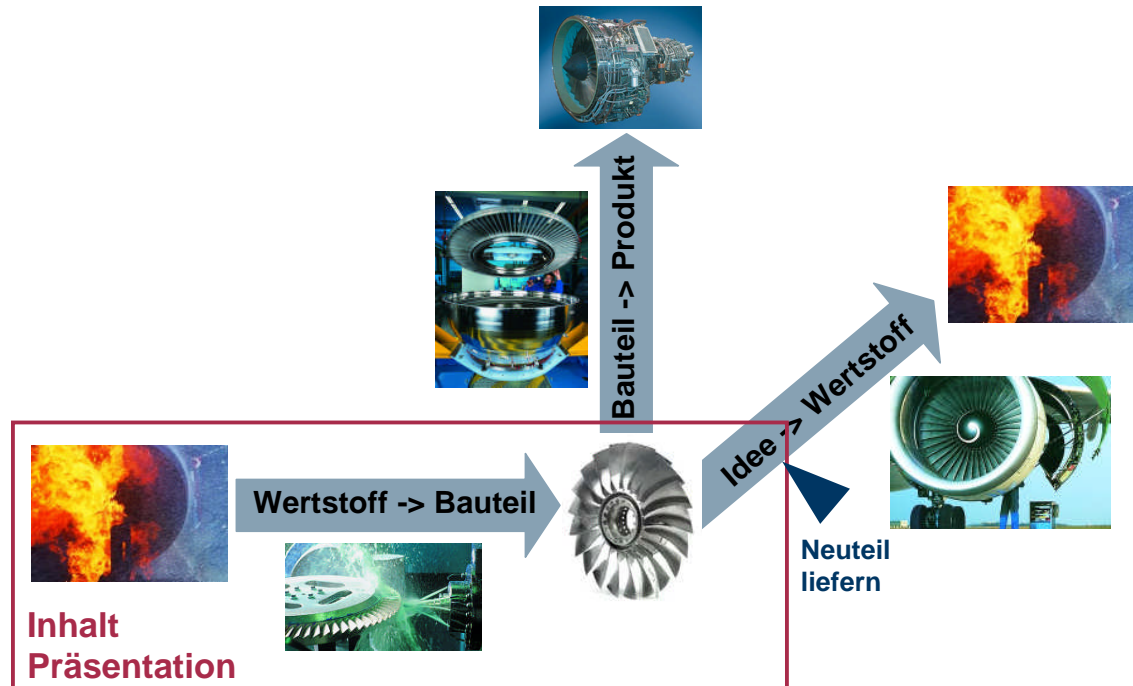 Bauteil -> Produkt
Idee -> Wertstoff
Wertstoff -> Bauteil
Neuteil
liefern
Inhalt
Präsentation